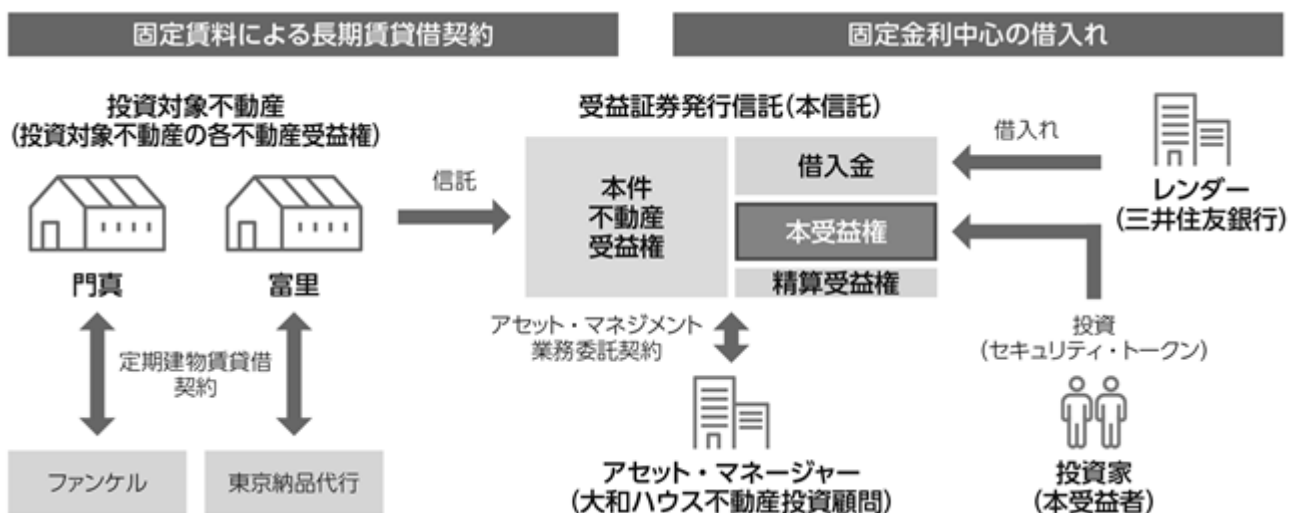 固定賃料による長期賃貸借契約
固定金利中心の借入れ
投資対象不動産
(投資対象不動産の各不動産受益権)
門真
富里
定期建物賃貸借
契約
ファンケル
東京納品代行
信託
受益証券発行信託(本信託)
本件
不動産
受益権
借入金
本受益権
精算受益権
アセット・マネジメント
業務委託契約
アセット・マネージャー
(大和ハウス不動産投資顧問)
借入れ
レンダー
(三井住友銀行)
投資
(セキュリティ・トークン)
投資家
(本受益者)